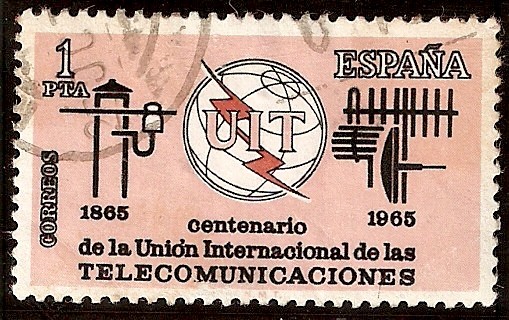 1
PTA
ESPAÑA
UIT
CORREOS
1865
1965
centenario
de la Unión Internacional de las
TELECOMUNICACIONES